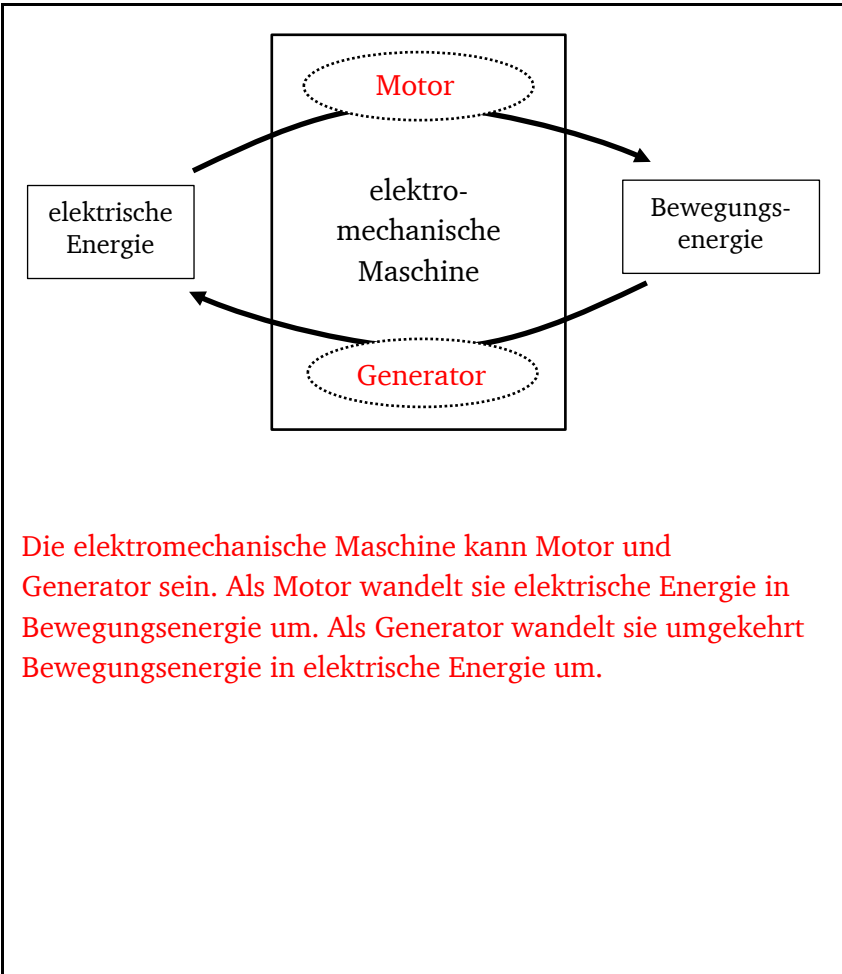 Motor
elektrische
Energie
elektro-
mechanische
Maschine
Bewegungs-
energie
Generator
Die elektromechanische Maschine kann Motor und
Generator sein. Als Motor wandelt sie elektrische Energie in
Bewegungsenergie um. Als Generator wandelt sie umgekehrt
Bewegungsenergie in elektrische Energie um.